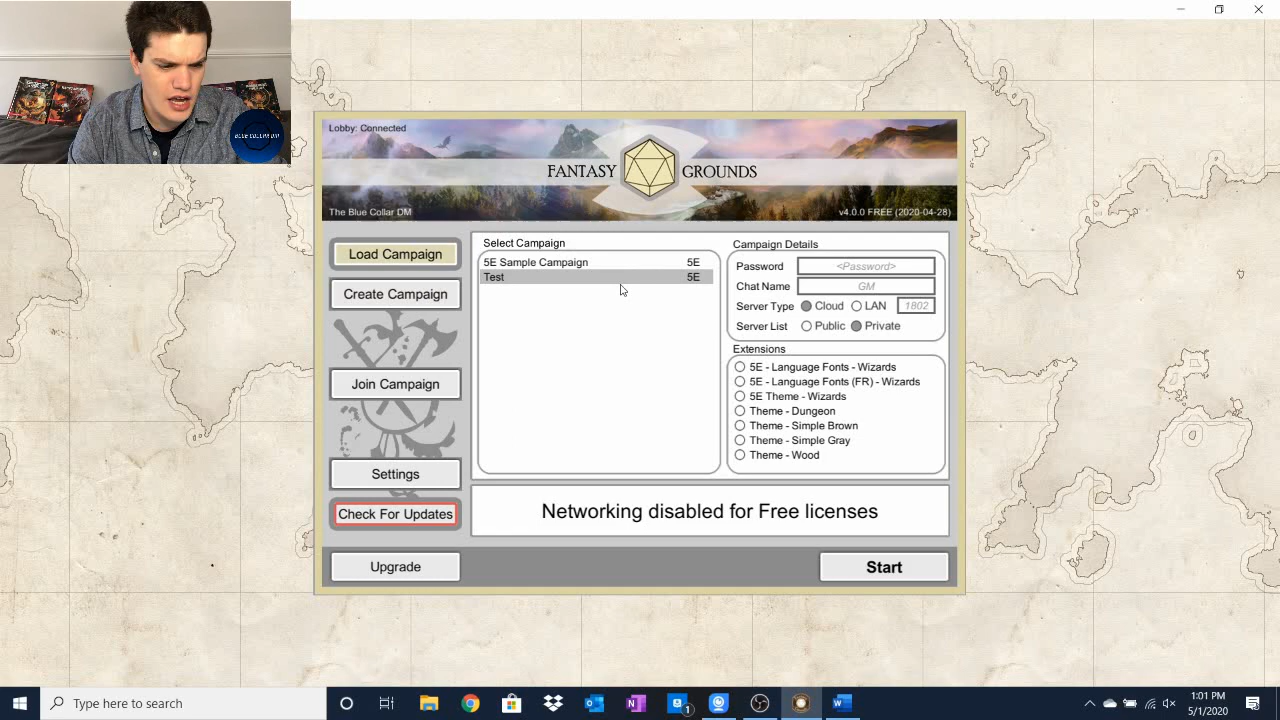 BLUE COLLAR DM
Lobby: Connected
FANTASY GROUNDS
The Blue Collar DM
v4.0.0 FREE (2020-04-28)
Load Campaign
Create Campaign
Join Campaign
Settings
Check For Updates
Upgrade
Select Campaign
5E Sample Campaign 5E
Test 5E
Campaign Details
Password <Password>
Chat Name GM
Server Type Cloud LAN 1802
Server List Public Private
Extensions
5E - Language Fonts - Wizards
5E - Language Fonts (FR) - Wizards
5E Theme - Wizards
Theme - Dungeon
Theme - Simple Brown
Theme - Simple Gray
Theme - Wood
Networking disabled for Free licenses
Start
Type here to search
1
1:01 PM
5/1/2020